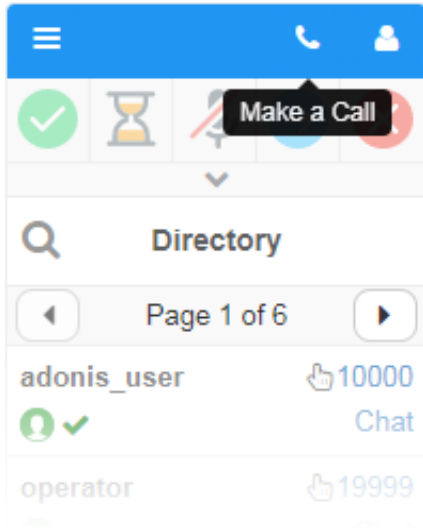 Make a Call
Directory
Page 1 of 6
adonis_user 10000
Chat
operator 19999